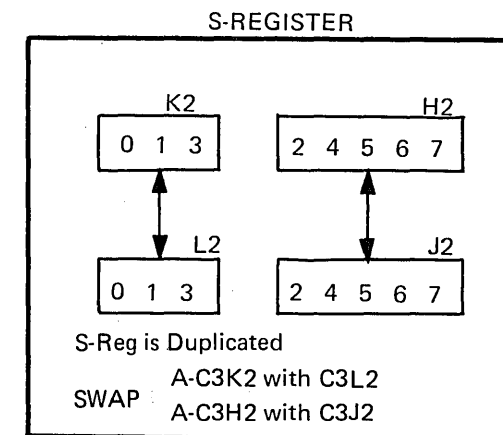 S-REGISTER
K2 H2
0 1 3 2 4 5 6 7
L2 J2
0 1 3 2 4 5 6 7
S-Reg is Duplicated
SWAP A-C3K2 with C3L2
A-C3H2 with C3J2